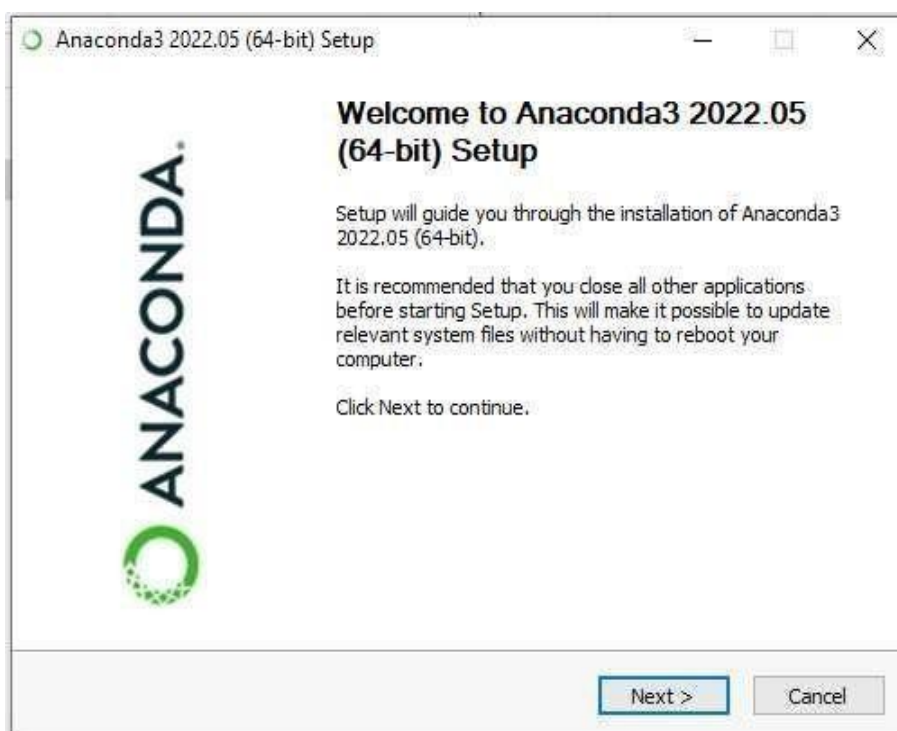 Anaconda3 2022.05 (64-bit) Setup
ANACONDA.
Welcome to Anaconda3 2022.05
(64-bit) Setup
Setup will guide you through the installation of Anaconda3
2022.05 (64-bit).
It is recommended that you close all other applications
before starting Setup. This will make it possible to update
relevant system files without having to reboot your
computer.
Click Next to continue.
Next >
Cancel